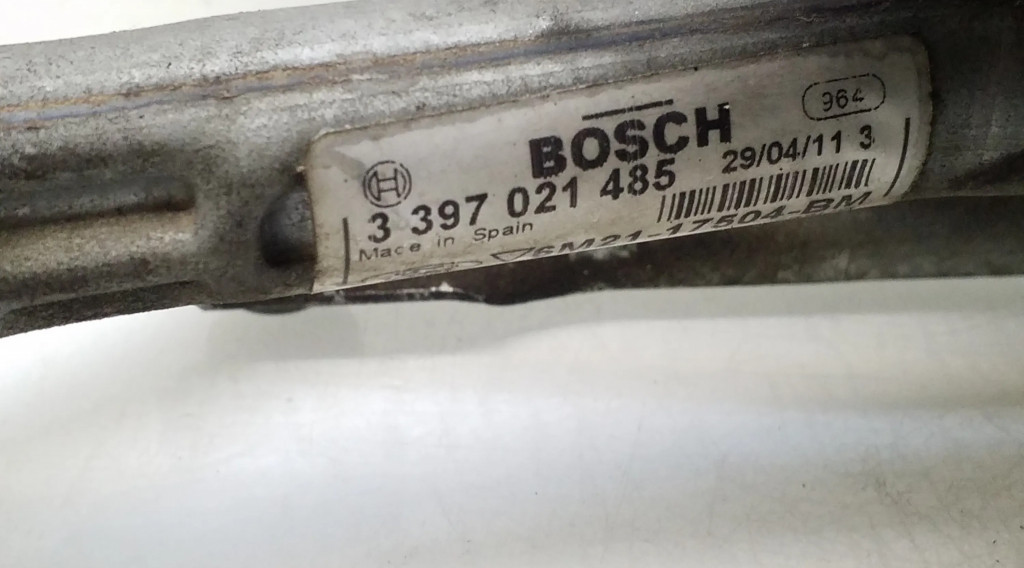 964
BOSCH
3 397 021 485 29/04/11 3
Made in Spain
6M21-17504-BM